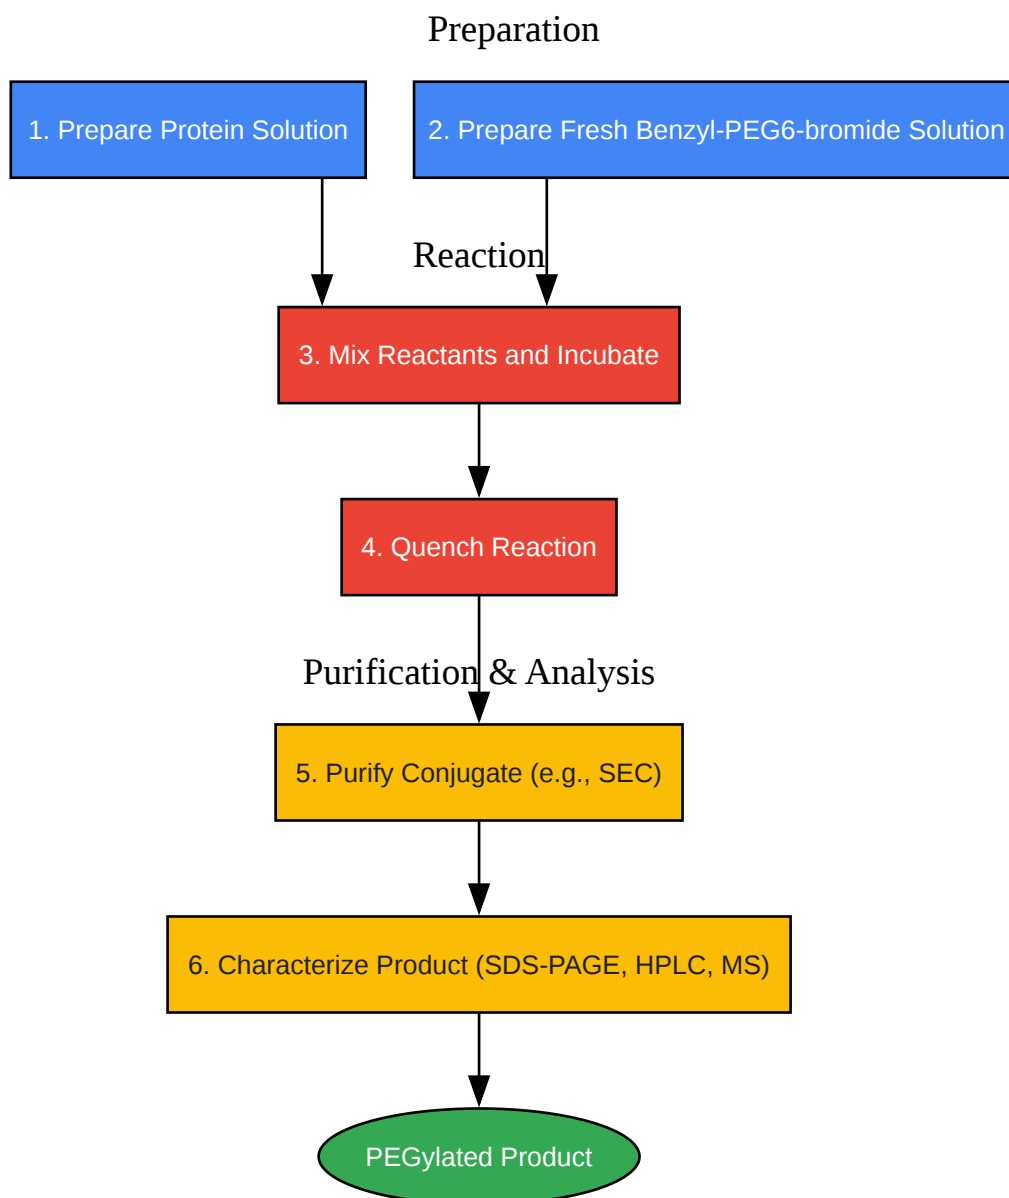 Preparation
1. Prepare Protein Solution
2. Prepare Fresh Benzyl-PEG6-bromide Solution
Reaction
3. Mix Reactants and Incubate
4. Quench Reaction
Purification & Analysis
5. Purify Conjugate (e.g., SEC)
6. Characterize Product (SDS-PAGE, HPLC, MS)
PEGylated Product